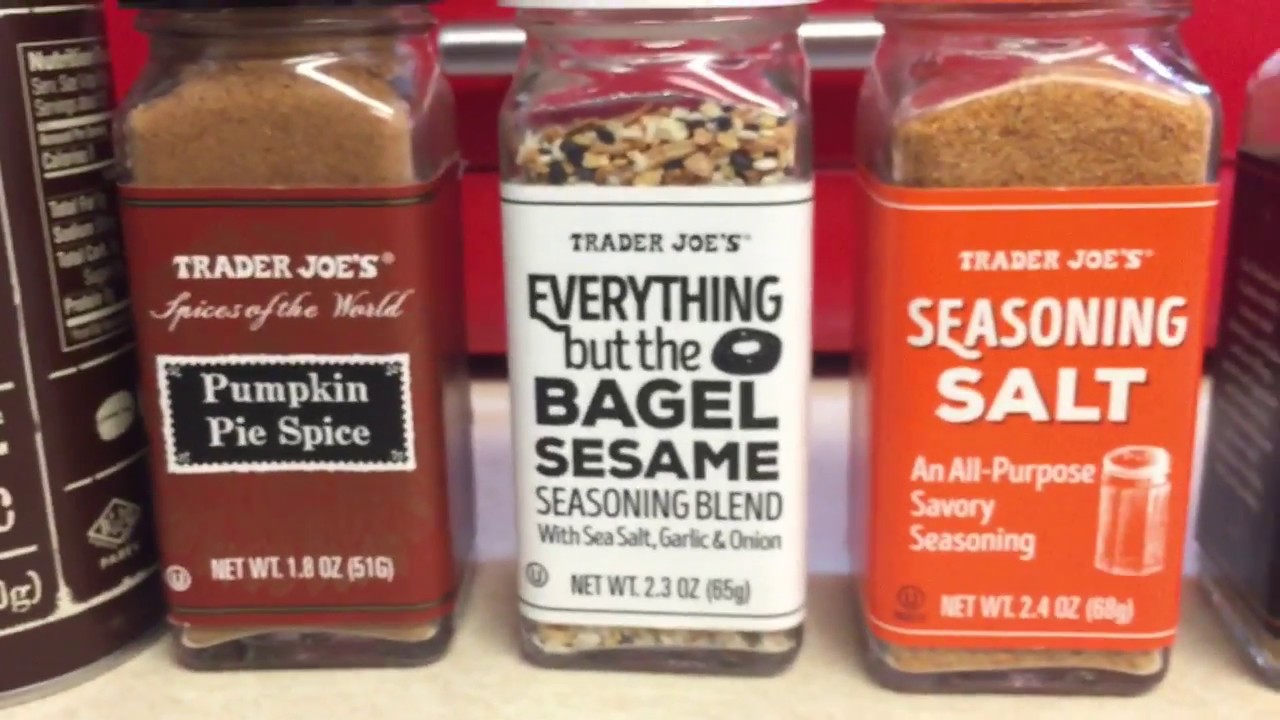 TRADER JOE'S®
Spices of the World
Pumpkin
Pie Spice
NET WT. 1.8 OZ (51G)
TRADER JOE'S™
EVERYTHING
but the
BAGEL
SESAME
SEASONING BLEND
With Sea Salt, Garlic & Onion
NET WT. 2.3 OZ (65g)
TRADER JOE'S™
SEASONING
SALT
An All-Purpose
Savory
Seasoning
NET WT. 2.4 OZ (68g)